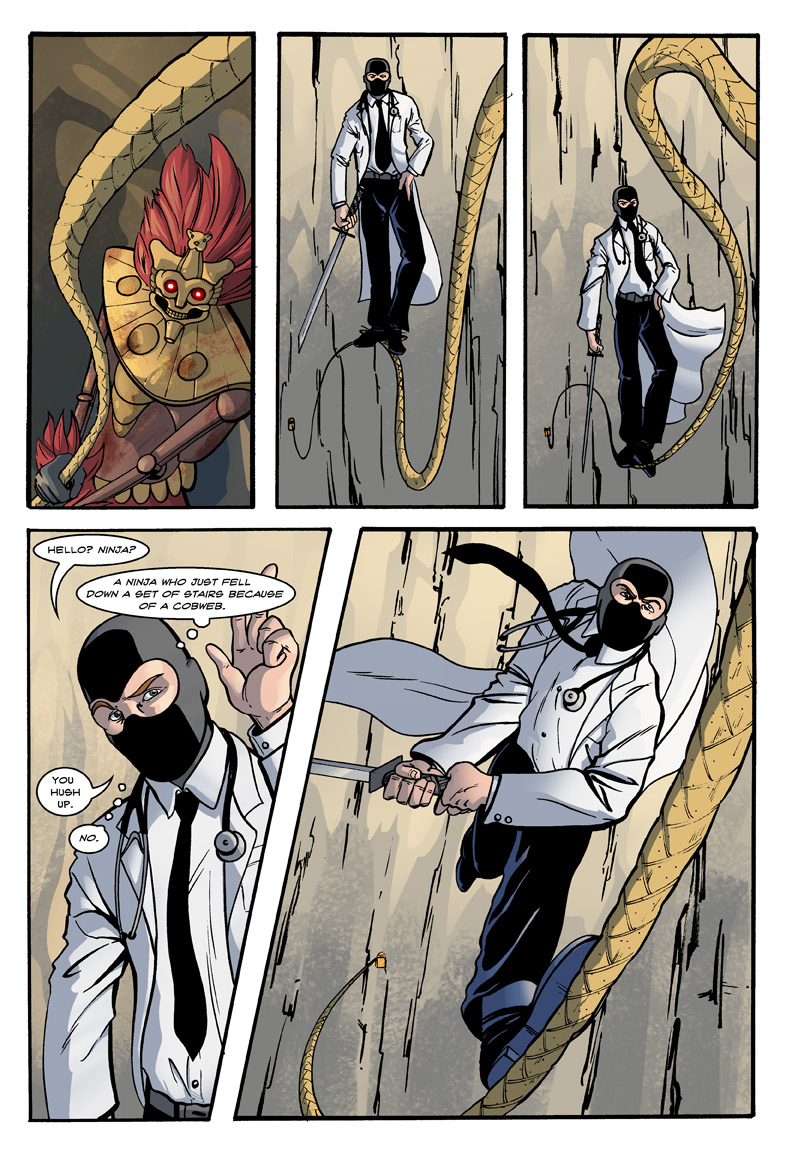 HELLO? NINJA?
A NINJA WHO JUST FELL
DOWN A SET OF STAIRS BECAUSE
OF A COBWEB.
YOU
HUSH
UP.
NO.